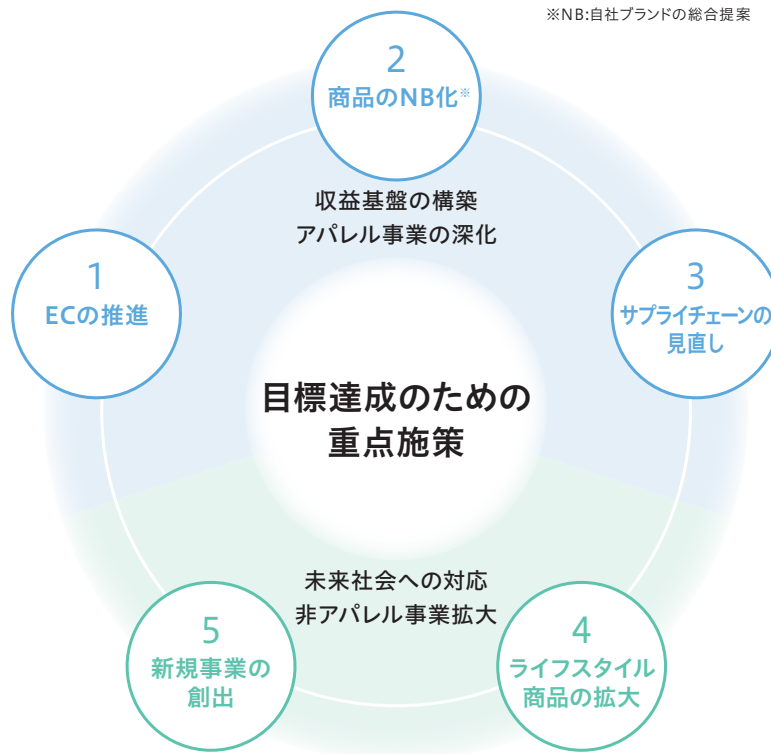 ※NB:自社ブランドの総合提案
2
商品のNB化※
収益基盤の構築
アパレル事業の深化
1
ECの推進
3
サプライチェーンの
見直し
目標達成のための
重点施策
未来社会への対応
非アパレル事業拡大
5
新規事業の
創出
4
ライフスタイル
商品の拡大